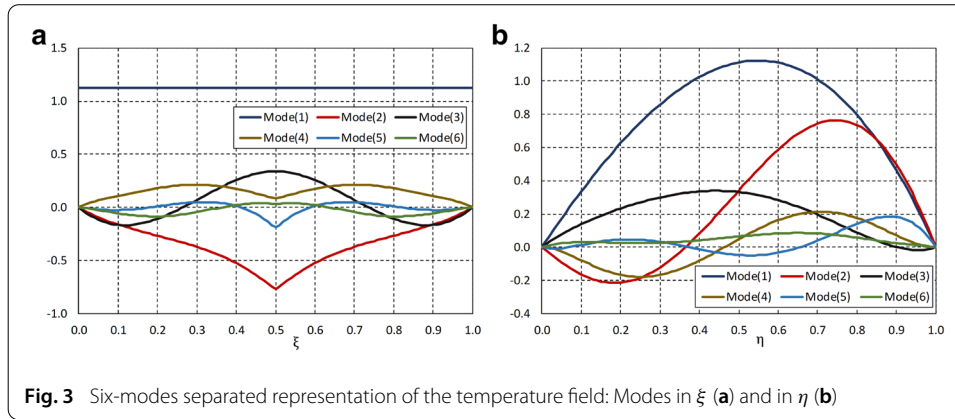 a
1.5
1.0
0.5
0.0
-0.5
-1.0
Mode(1) Mode(2) Mode(3)
Mode(4) Mode(5) Mode(6)
0.0 0.1 0.2 0.3 0.4 0.5 0.6 0.7 0.8 0.9 1.0
ξ
b
1.2
1.0
0.8
0.6
0.4
0.2
0.0
-0.2
-0.4
Mode(1) Mode(2) Mode(3)
Mode(4) Mode(5) Mode(6)
0.0 0.1 0.2 0.3 0.4 0.5 0.6 0.7 0.8 0.9 1.0
η
Fig. 3 Six-modes separated representation of the temperature field: Modes in ξ (a) and in η (b)